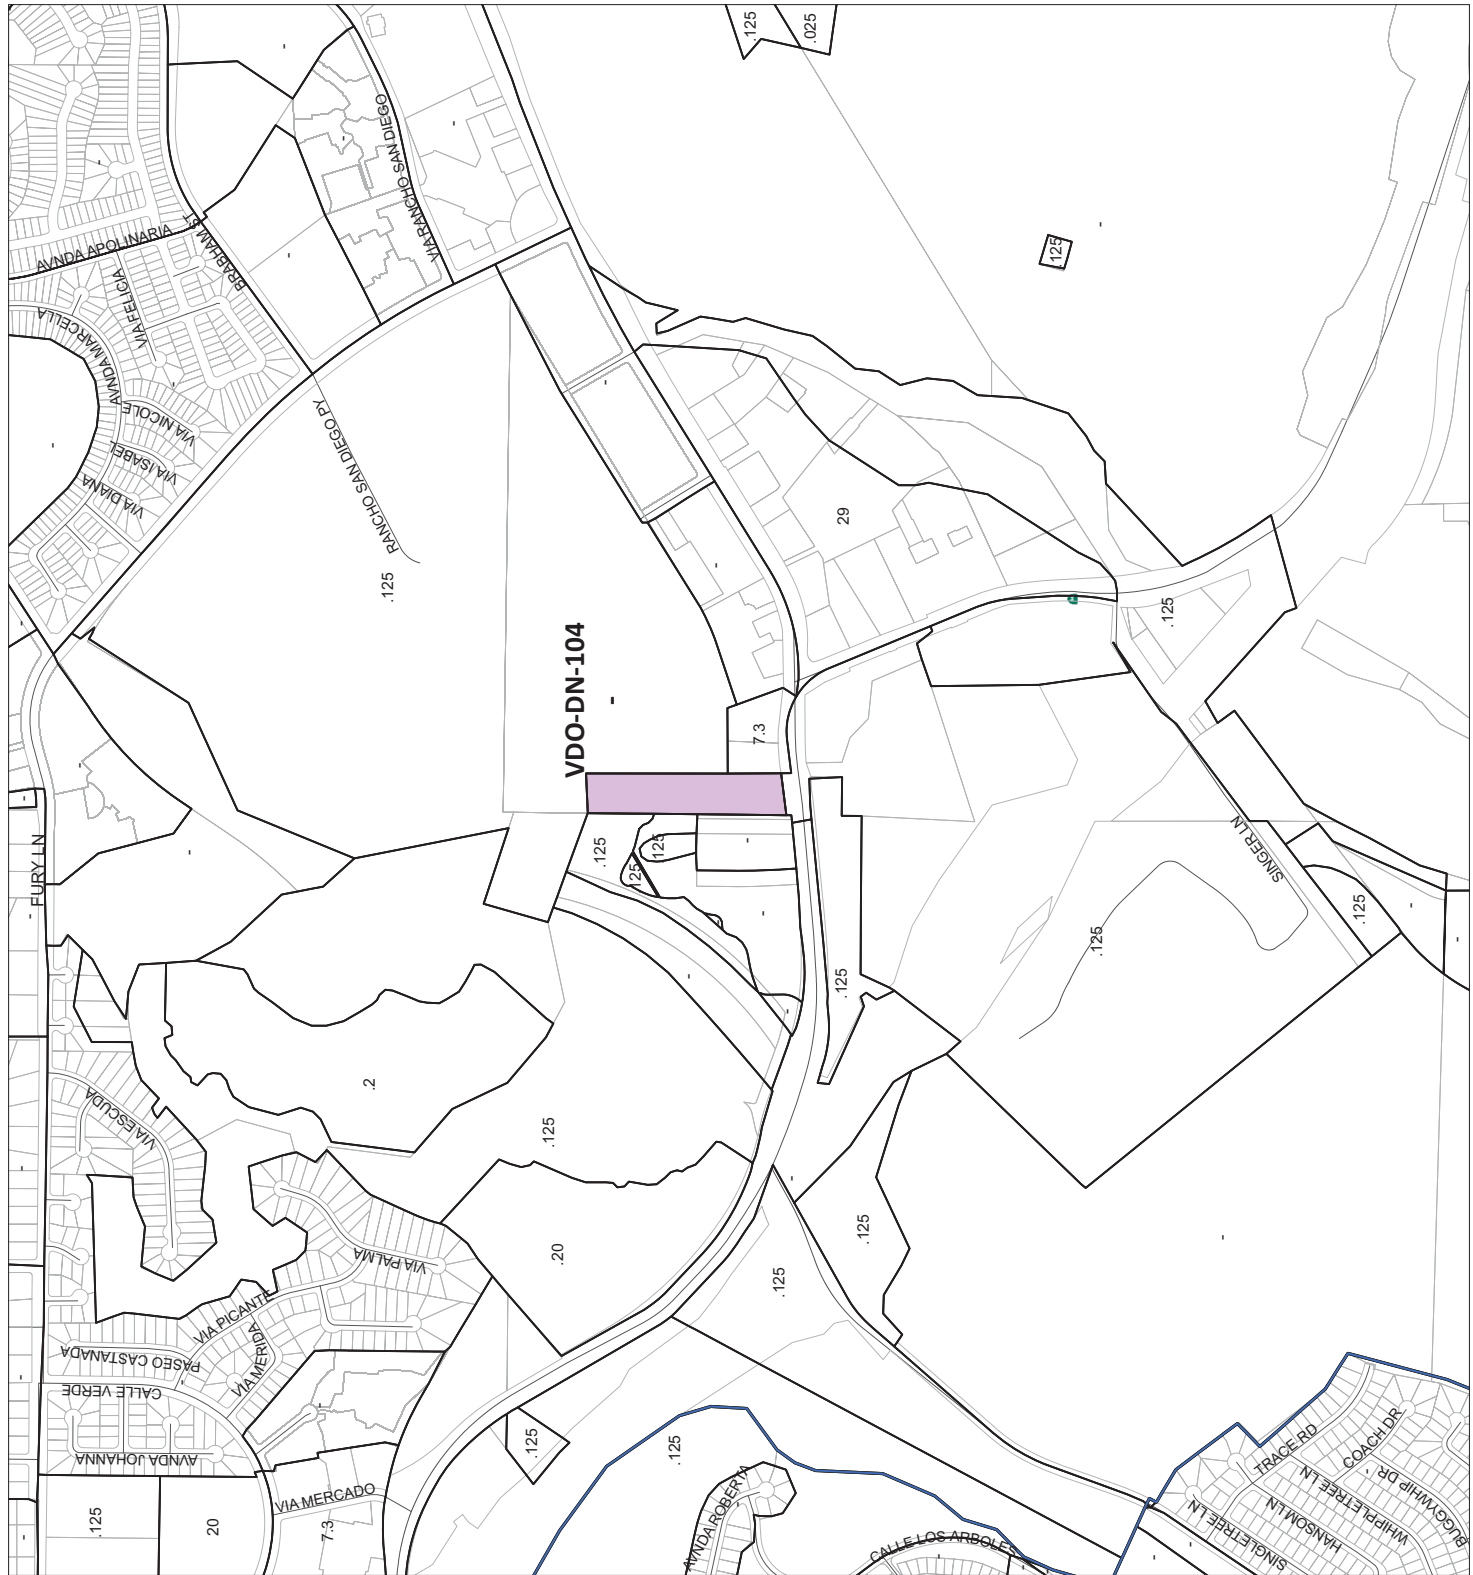 .125
.025
AVNDA APOLINARIA
BRABHAM ST
VIA RANCHO SAN DIEGO
VIA FELICIA
AVNDA MARCELLA
VIA NICOLE
VIA ISABEL
VIA DIANA
RANCHO SAN DIEGO PY
.125
.125
29
VDO-DN-104
-
.125
7.3
FURY LN
.125
.125
.125
SINGER LN
.125
.125
.125
.2
VIA ESCUDA
.125
.20
.125
.125
VIA PALMA
VIA PICANTE
VIA MERIDA
PASEO CASTANADA
CALLE VERDE
AVNDA JOHANNA
VIA MERCADO
.125
20
7.3
.125
.125
AVNDA ROBERTA
CALLE LOS ARBOLES
TRACE RD
COACH DR
SINGLETREE LN
HANSOM LN
WHIPPLETREE LN
BUGGYWHIP DR